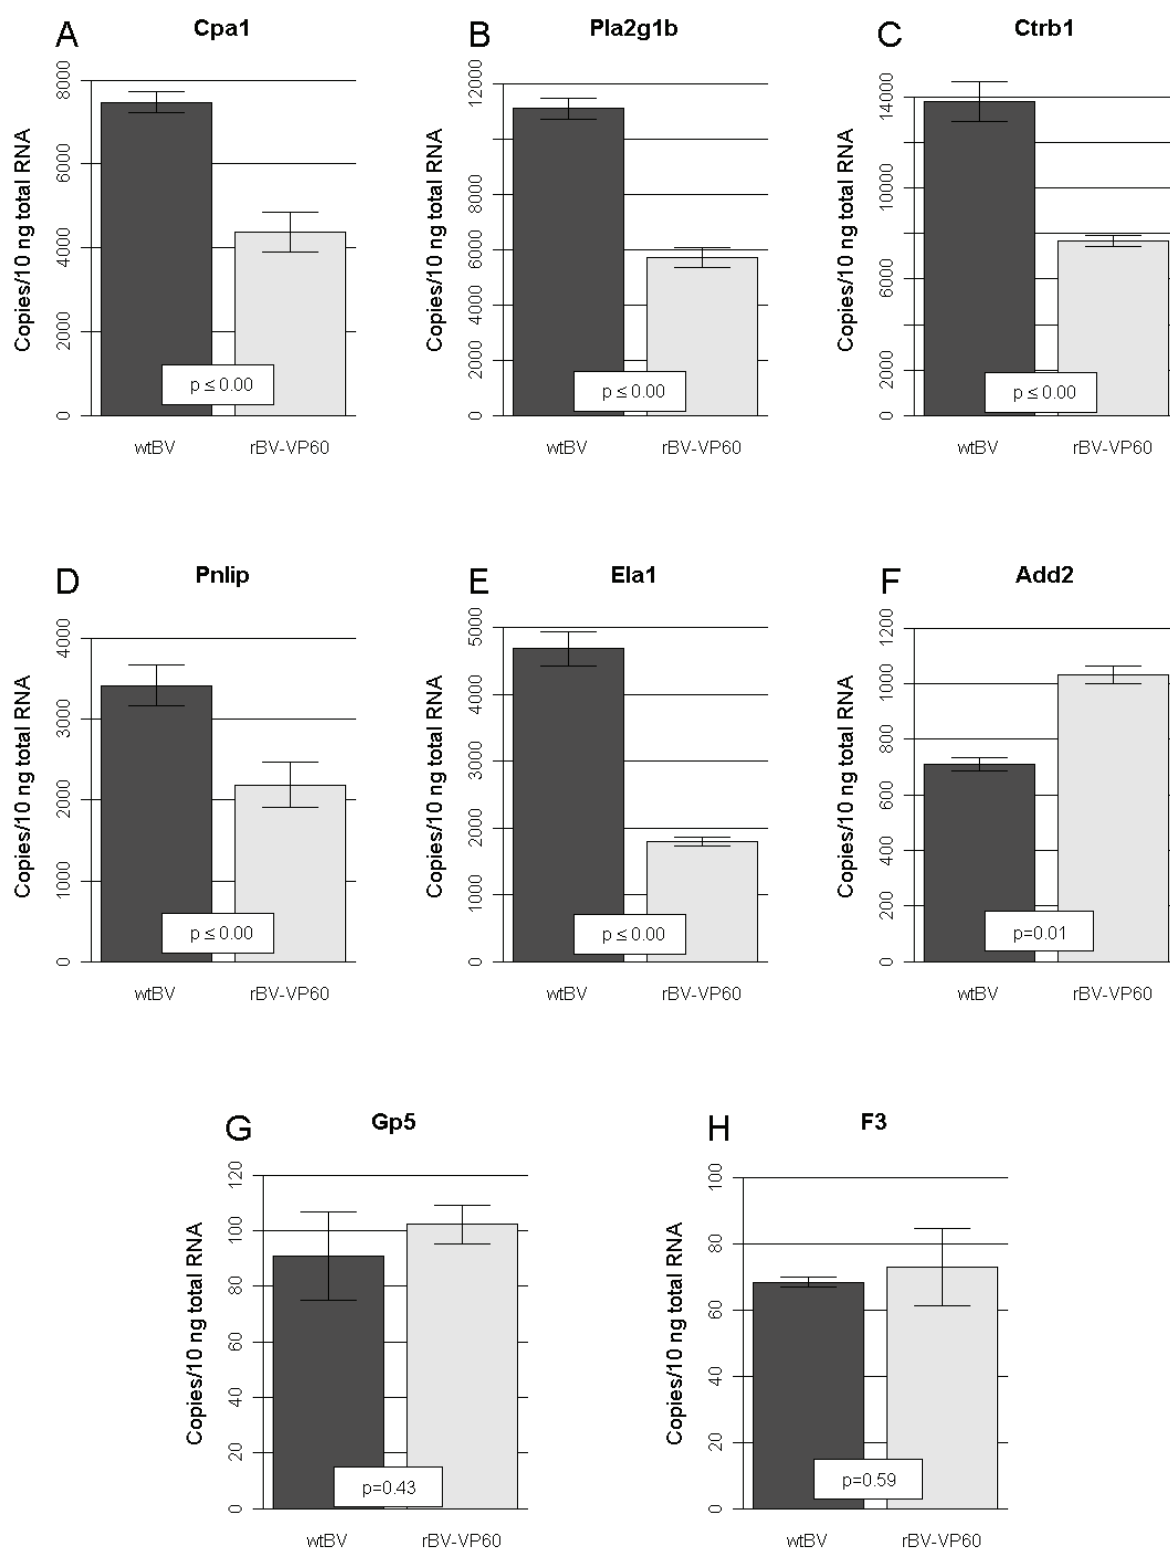 A
Cpa1
Copies/10 ng total RNA
8000
6000
4000
2000
0
p ≤ 0.00
wtBV
rBV-VP60
B
Pla2g1b
Copies/10 ng total RNA
12000
8000
6000
4000
2000
0
p ≤ 0.00
wtBV
rBV-VP60
C
Ctrb1
Copies/10 ng total RNA
14000
10000
6000
2000
0
p ≤ 0.00
wtBV
rBV-VP60
D
Pnlip
Copies/10 ng total RNA
4000
3000
2000
1000
0
p ≤ 0.00
wtBV
rBV-VP60
E
Ela1
Copies/10 ng total RNA
5000
4000
3000
2000
1000
0
p ≤ 0.00
wtBV
rBV-VP60
F
Add2
Copies/10 ng total RNA
1200
1000
800
600
400
200
0
p=0.01
wtBV
rBV-VP60
G
Gp5
Copies/10 ng total RNA
120
100
80
60
40
20
0
p=0.43
wtBV
rBV-VP60
H
F3
Copies/10 ng total RNA
100
80
60
40
20
0
p=0.59
wtBV
rBV-VP60